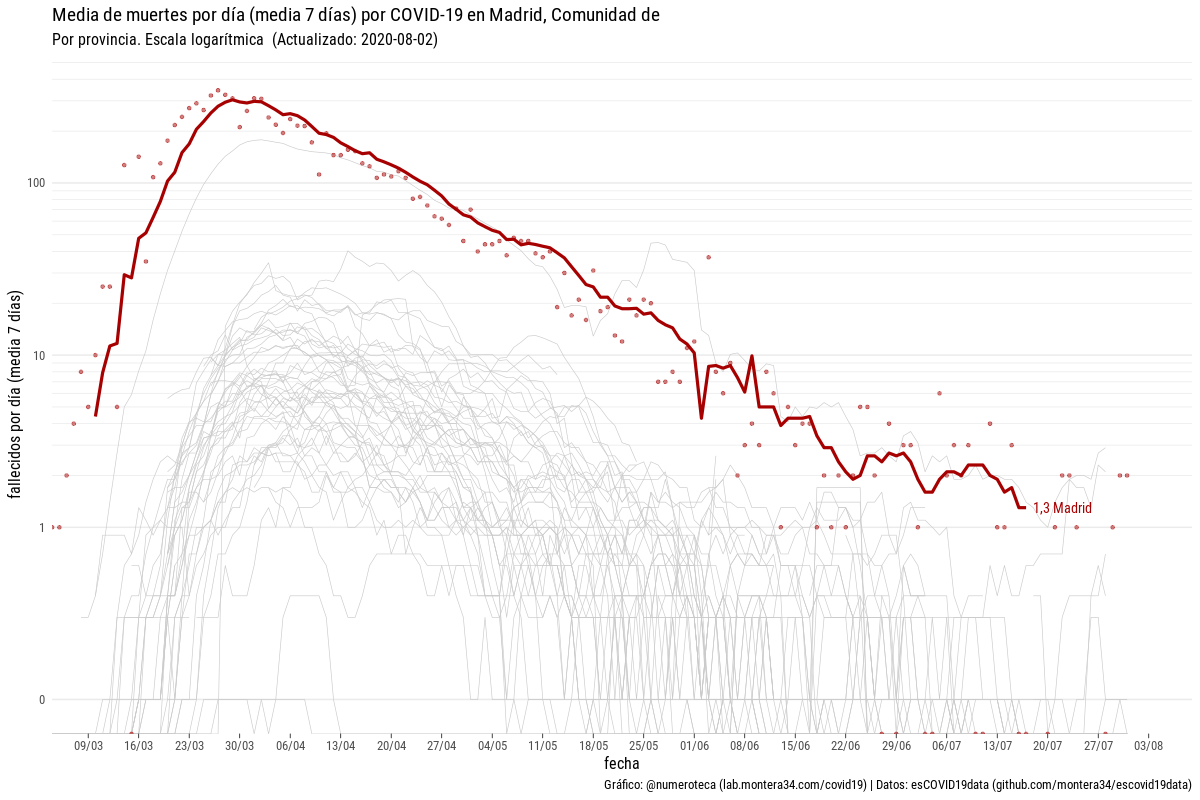 Media de muertes por día (media 7 días) por COVID-19 en Madrid, Comunidad de
Por provincia. Escala logarítmica (Actualizado: 2020-08-02)
fallecidos por día (media 7 días)
100
10
1
0
1,3 Madrid
09/03 16/03 23/03 30/03 06/04 13/04 20/04 27/04 04/05 11/05 18/05 25/05 01/06 08/06 15/06 22/06 29/06 06/07 13/07 20/07 27/07 03/08
fecha
Gráfico: @numeroteca (lab.montera34.com/covid19) | Datos: esCOVID19data (github.com/montera34/escovid19data)